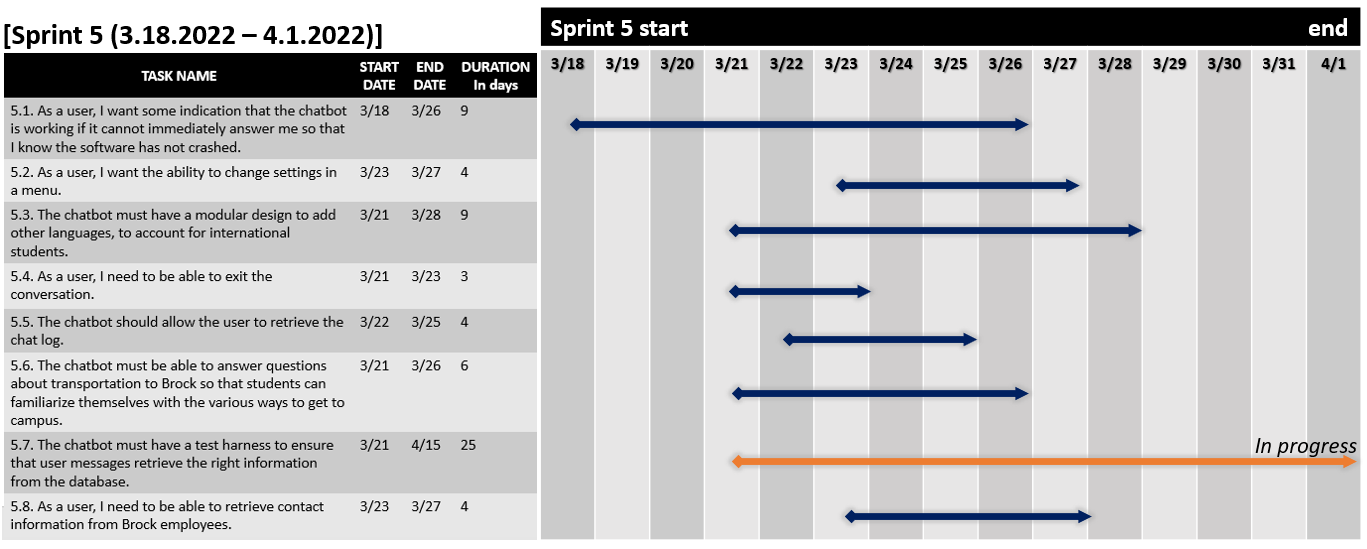 [Sprint 5 (3.18.2022 – 4.1.2022)]
Sprint 5 start end
TASK NAME START DATE END DATE DURATION In days
3/18 3/19 3/20 3/21 3/22 3/23 3/24 3/25 3/26 3/27 3/28 3/29 3/30 3/31 4/1
5.1. As a user, I want some indication that the chatbot 3/18 3/26 9
is working if it cannot immediately answer me so that
I know the software has not crashed.
5.2. As a user, I want the ability to change settings in 3/23 3/27 4
a menu.
5.3. The chatbot must have a modular design to add 3/21 3/28 9
other languages, to account for international
students.
5.4. As a user, I need to be able to exit the 3/21 3/23 3
conversation.
5.5. The chatbot should allow the user to retrieve the 3/22 3/25 4
chat log.
5.6. The chatbot must be able to answer questions 3/21 3/26 6
about transportation to Brock so that students can
familiarize themselves with the various ways to get to
campus.
5.7. The chatbot must have a test harness to ensure 3/21 4/15 25
that user messages retrieve the right information
from the database.
In progress
5.8. As a user, I need to be able to retrieve contact 3/23 3/27 4
information from Brock employees.